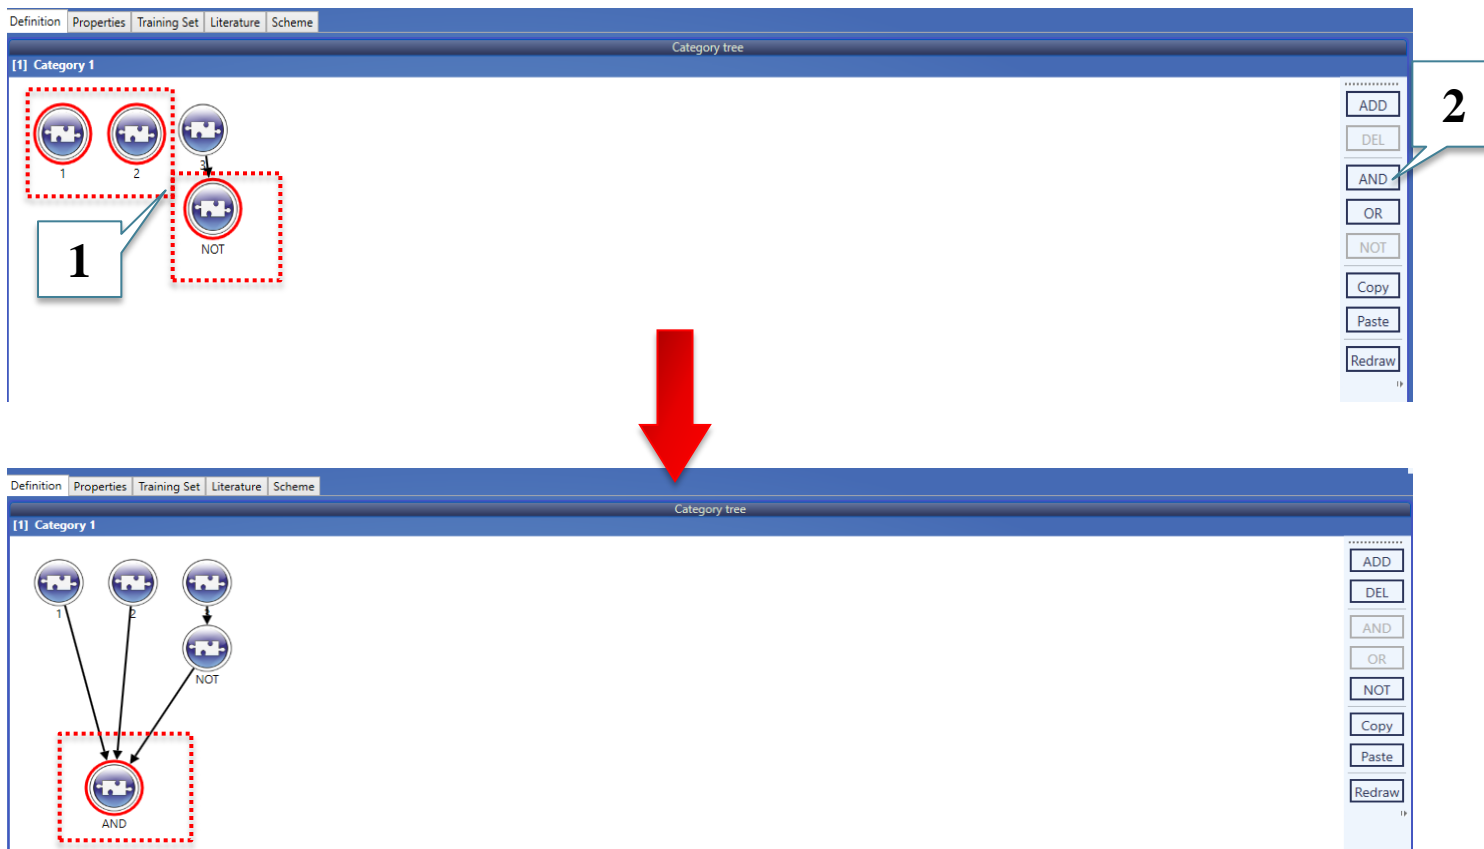 Definition Properties Training Set Literature Scheme
Category tree
[1] Category 1
1 2 3
NOT
1
ADD
DEL
AND
OR
NOT
Copy
Paste
Redraw
2
Definition Properties Training Set Literature Scheme
Category tree
[1] Category 1
1 2
NOT
AND
ADD
DEL
AND
OR
NOT
Copy
Paste
Redraw